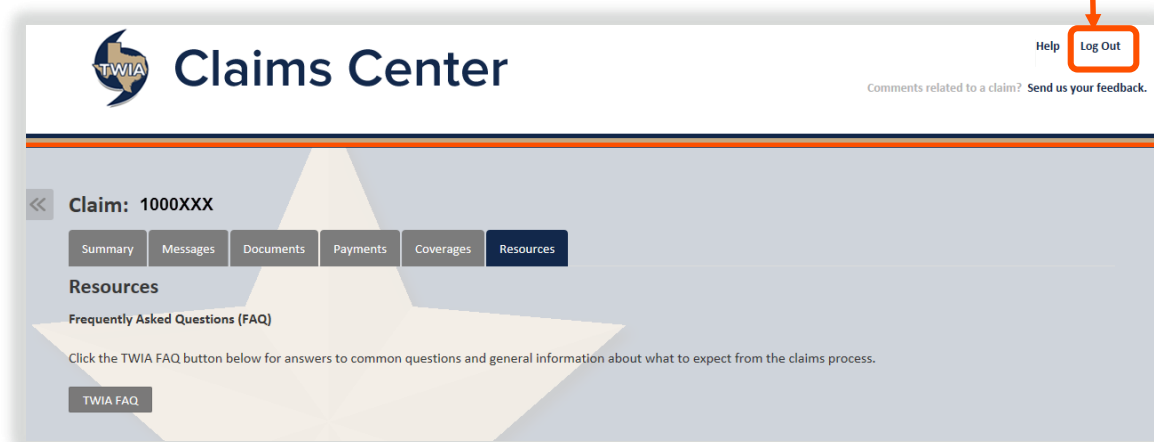 TWIA
Claims Center
Help Log Out
Comments related to a claim? Send us your feedback.
Claim: 1000XXX
Summary Messages Documents Payments Coverages Resources
Resources
Frequently Asked Questions (FAQ)
Click the TWIA FAQ button below for answers to common questions and general information about what to expect from the claims process.
TWIA FAQ